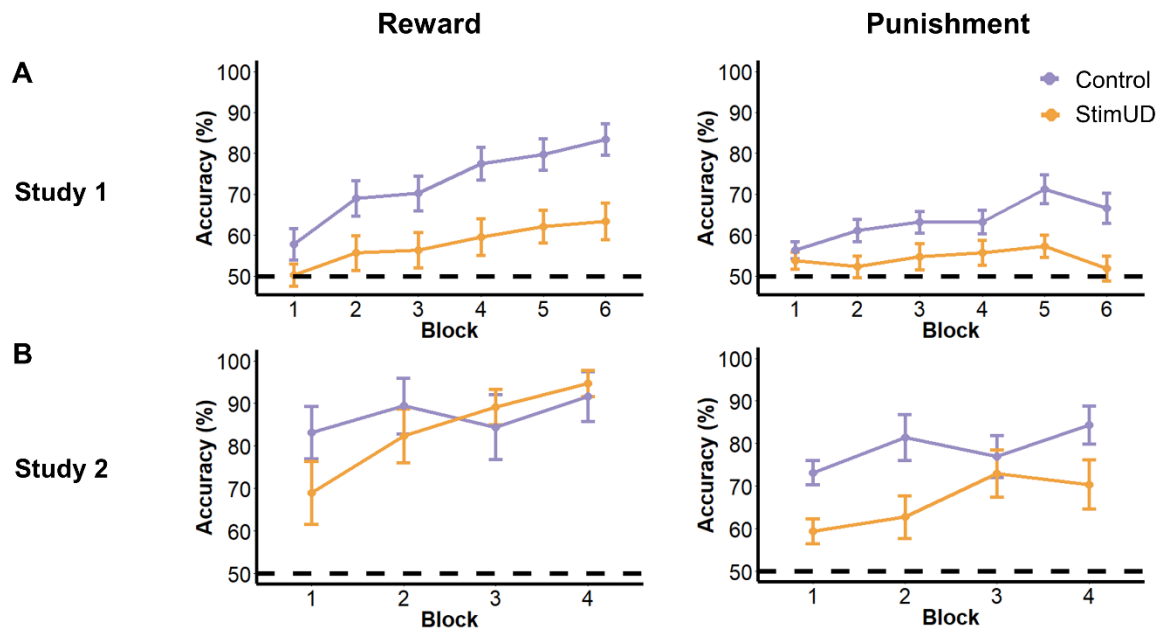 Reward
Punishment
A
Study 1
Accuracy (%)
100
90
80
70
60
50
1 2 3 4 5 6
Block
Accuracy (%)
100
90
80
70
60
50
1 2 3 4 5 6
Block
Control
StimUD
B
Study 2
Accuracy (%)
100
90
80
70
60
50
1 2 3 4
Block
Accuracy (%)
100
90
80
70
60
50
1 2 3 4
Block